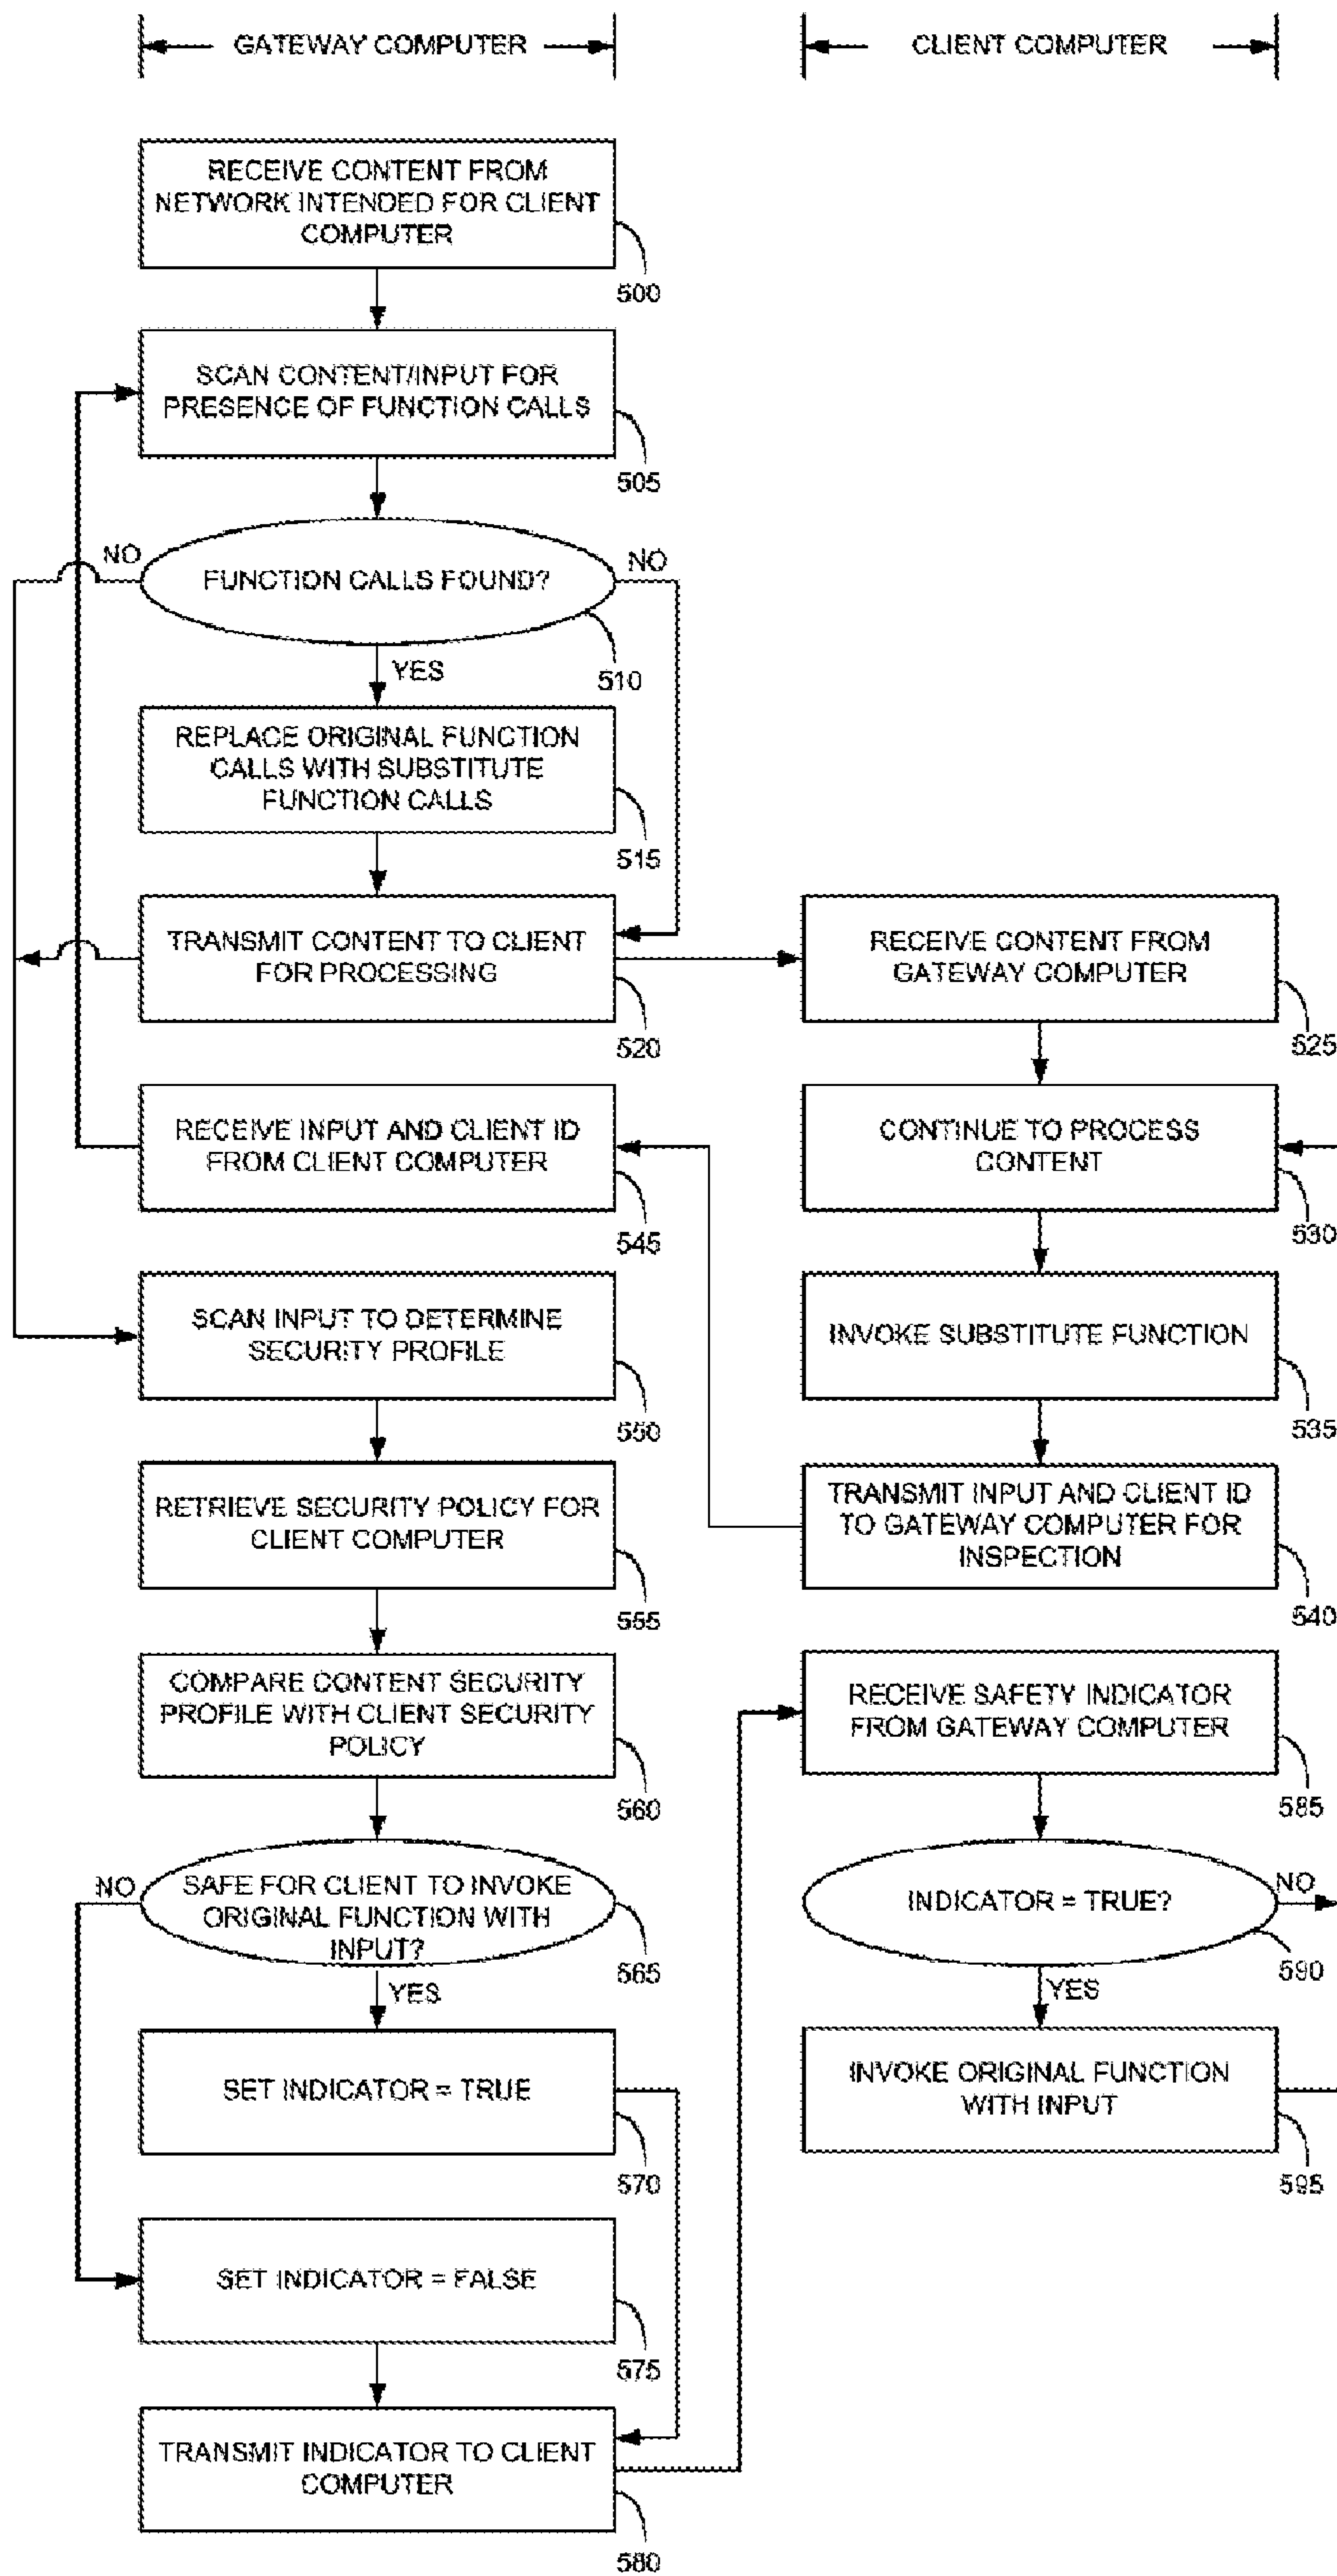 GATEWAY COMPUTER
CLIENT COMPUTER
RECEIVE CONTENT FROM
NETWORK INTENDED FOR CLIENT
COMPUTER
500
SCAN CONTENT/INPUT FOR
PRESENCE OF FUNCTION CALLS
505
NO
FUNCTION CALLS FOUND?
NO
510
YES
REPLACE ORIGINAL FUNCTION
CALLS WITH SUBSTITUTE
FUNCTION CALLS
515
TRANSMIT CONTENT TO CLIENT
FOR PROCESSING
520
RECEIVE CONTENT FROM
GATEWAY COMPUTER
525
RECEIVE INPUT AND CLIENT ID
FROM CLIENT COMPUTER
545
CONTINUE TO PROCESS
CONTENT
530
SCAN INPUT TO DETERMINE
SECURITY PROFILE
550
INVOKE SUBSTITUTE FUNCTION
535
RETRIEVE SECURITY POLICY FOR
CLIENT COMPUTER
555
TRANSMIT INPUT AND CLIENT ID
TO GATEWAY COMPUTER FOR
INSPECTION
540
COMPARE CONTENT SECURITY
PROFILE WITH CLIENT SECURITY
POLICY
560
RECEIVE SAFETY INDICATOR
FROM GATEWAY COMPUTER
585
NO
SAFE FOR CLIENT TO INVOKE
ORIGINAL FUNCTION WITH
INPUT?
565
YES
INDICATOR = TRUE?
NO
590
YES
SET INDICATOR = TRUE
570
INVOKE ORIGINAL FUNCTION
WITH INPUT
595
SET INDICATOR = FALSE
575
TRANSMIT INDICATOR TO CLIENT
COMPUTER
580